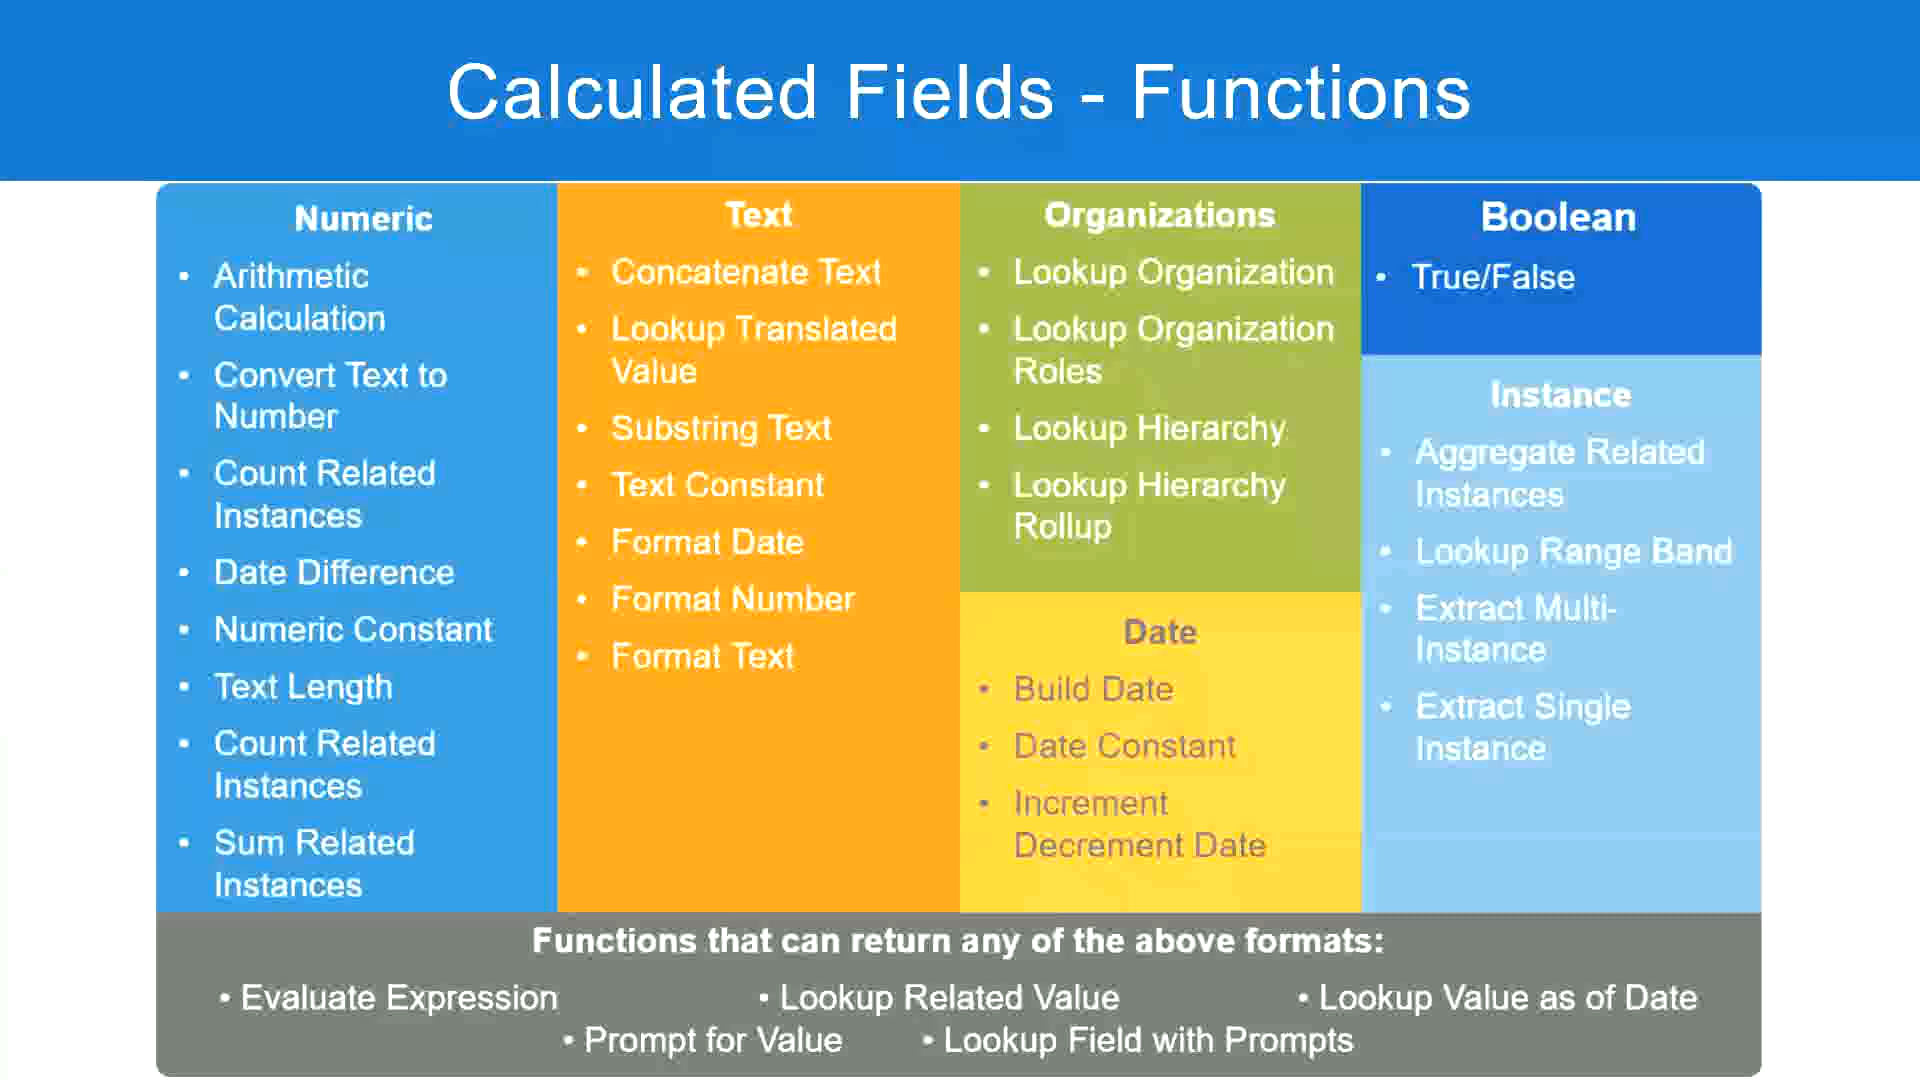 Calculated Fields - Functions
Numeric
• Arithmetic
Calculation
• Convert Text to
Number
• Count Related
Instances
• Date Difference
• Numeric Constant
• Text Length
• Count Related
Instances
• Sum Related
Instances
Text
• Concatenate Text
• Lookup Translated
Value
• Substring Text
• Text Constant
• Format Date
• Format Number
• Format Text
Organizations
• Lookup Organization
• Lookup Organization
Roles
• Lookup Hierarchy
• Lookup Hierarchy
Rollup
Date
• Build Date
• Date Constant
• Increment
Decrement Date
Boolean
• True/False
Instance
• Aggregate Related
Instances
• Lookup Range Band
• Extract Multi-
Instance
• Extract Single
Instance
Functions that can return any of the above formats:
• Evaluate Expression • Lookup Related Value • Lookup Value as of Date
• Prompt for Value • Lookup Field with Prompts